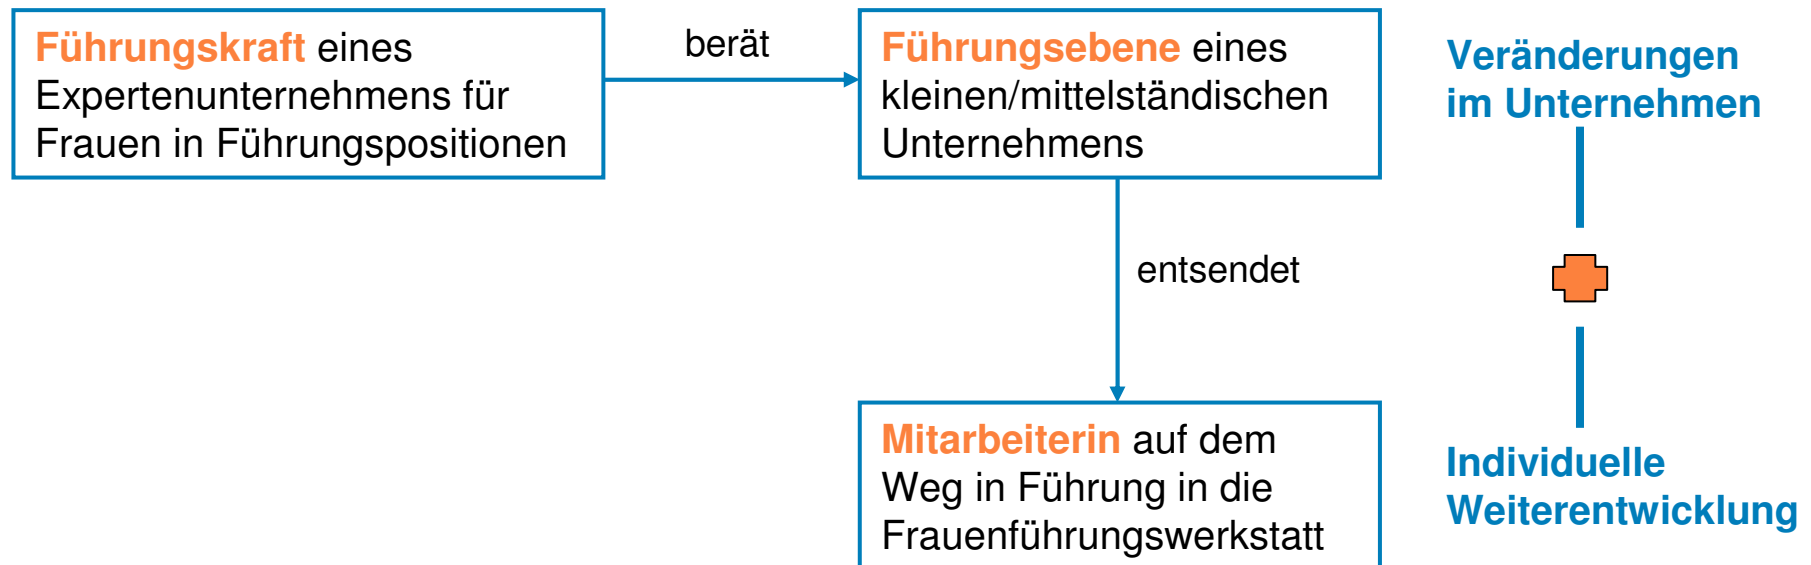 Führungskraft eines
Expertenunternehmens für
Frauen in Führungspositionen
berät
Führungsebene eines
kleinen/mittelständischen
Unternehmens
Veränderungen
im Unternehmen
entsendet
Mitarbeiterin auf dem
Weg in Führung in die
Frauenführungswerkstatt
Individuelle
Weiterentwicklung